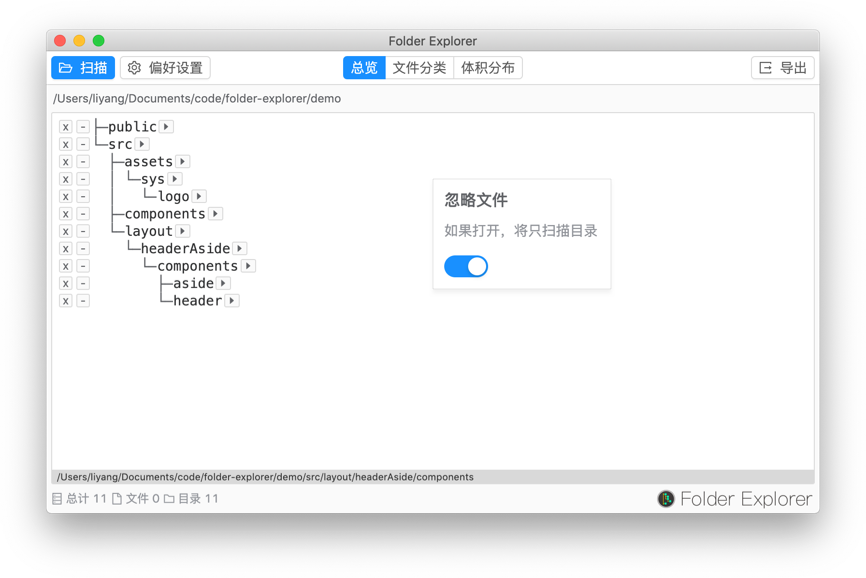 Folder Explorer
扫描 偏好设置 总览 文件分类 体积分布 导出
/Users/liyang/Documents/code/folder-explorer/demo
x - ├─public
x - └─src
x - ├─assets
x - │ └─sys
x - │ └─logo
x - ├─components
x - └─layout
x - └─headerAside
x - └─components
x - ├─aside
x - └─header
忽略文件
如果打开，将只扫描目录
/Users/liyang/Documents/code/folder-explorer/demo/src/layout/headerAside/components
总计 11 文件 0 目录 11
Folder Explorer